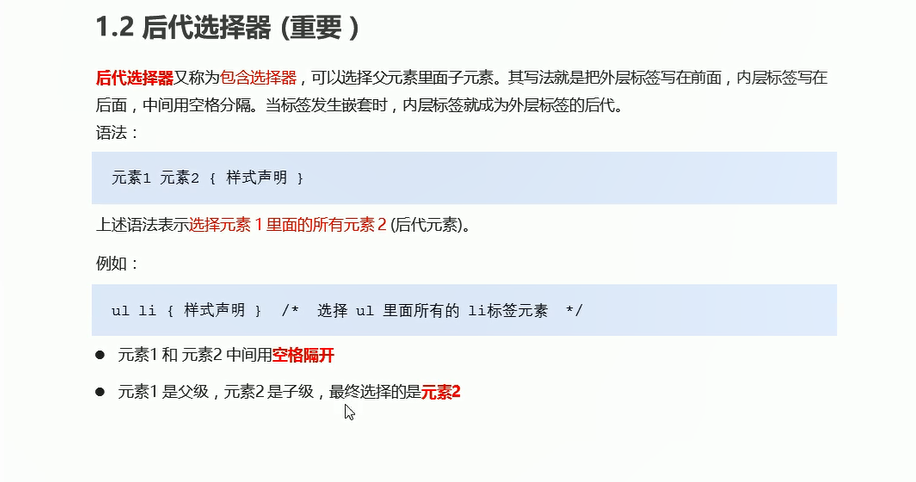 1.2 后代选择器 (重要 )
后代选择器又称为包含选择器，可以选择父元素里面子元素。其写法就是把外层标签写在前面，内层标签写在
后面，中间用空格分隔。当标签发生嵌套时，内层标签就成为外层标签的后代。
语法：
元素1 元素2 { 样式声明 }
上述语法表示选择元素 1 里面的所有元素 2 (后代元素)。
例如：
ul li { 样式声明 } /* 选择 ul 里面所有的 li标签元素 */
● 元素1 和 元素2 中间用空格隔开
● 元素1 是父级，元素2 是子级，最终选择的是元素2